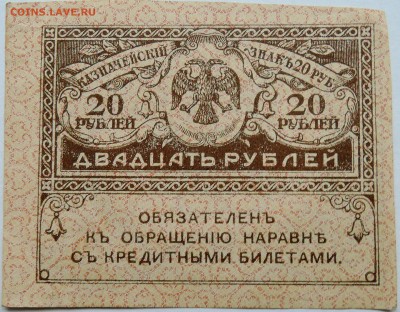 COINS.LAVE.RU
КАЗНАЧЕЙСКІЙ ЗНАКЪ 20 РУБ.
20 20
РУБЛЕЙ РУБЛЕЙ
ДВАДЦАТЬ РУБЛЕЙ
ОБЯЗАТЕЛЕНЪ
КЪ ОБРАЩЕНІЮ НАРАВНѢ
СЪ КРЕДИТНЫМИ БИЛЕТАМИ.